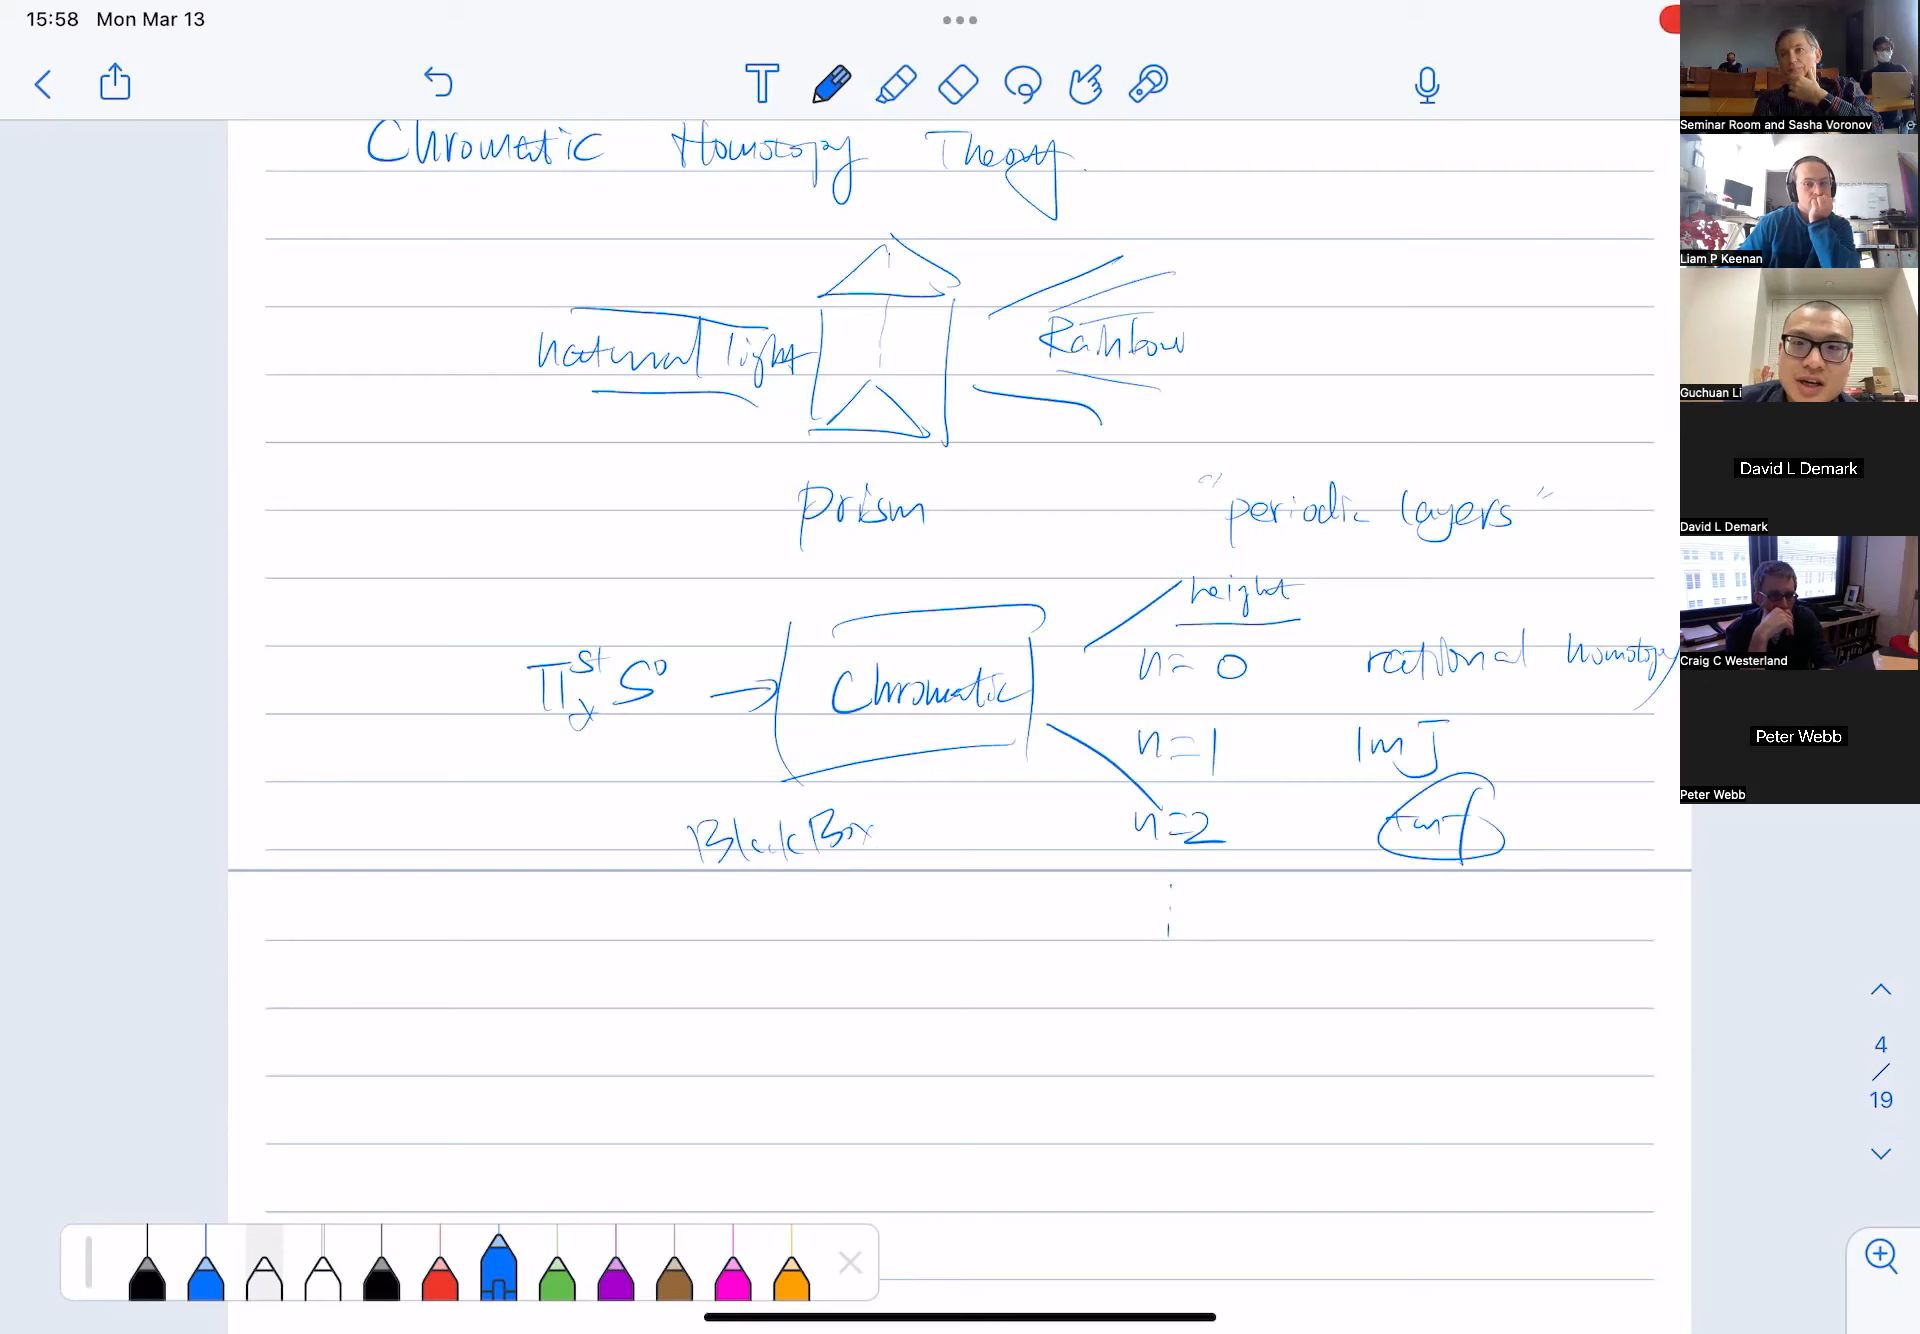 15:58 Mon Mar 13
Chromatic Homotopy Theory.
natural light
Rainbow
prism
"periodic layers"
height
π_*^st S^0 → Chromatic
n = 0 rational homotopy
n = 1 Im J
n = 2 tmf
Black Box
4
/
19
Seminar Room and Sasha Voronov
Liam P Keenan
Guchuan Li
David L Demark
David L Demark
Craig C Westerland
Peter Webb
Peter Webb